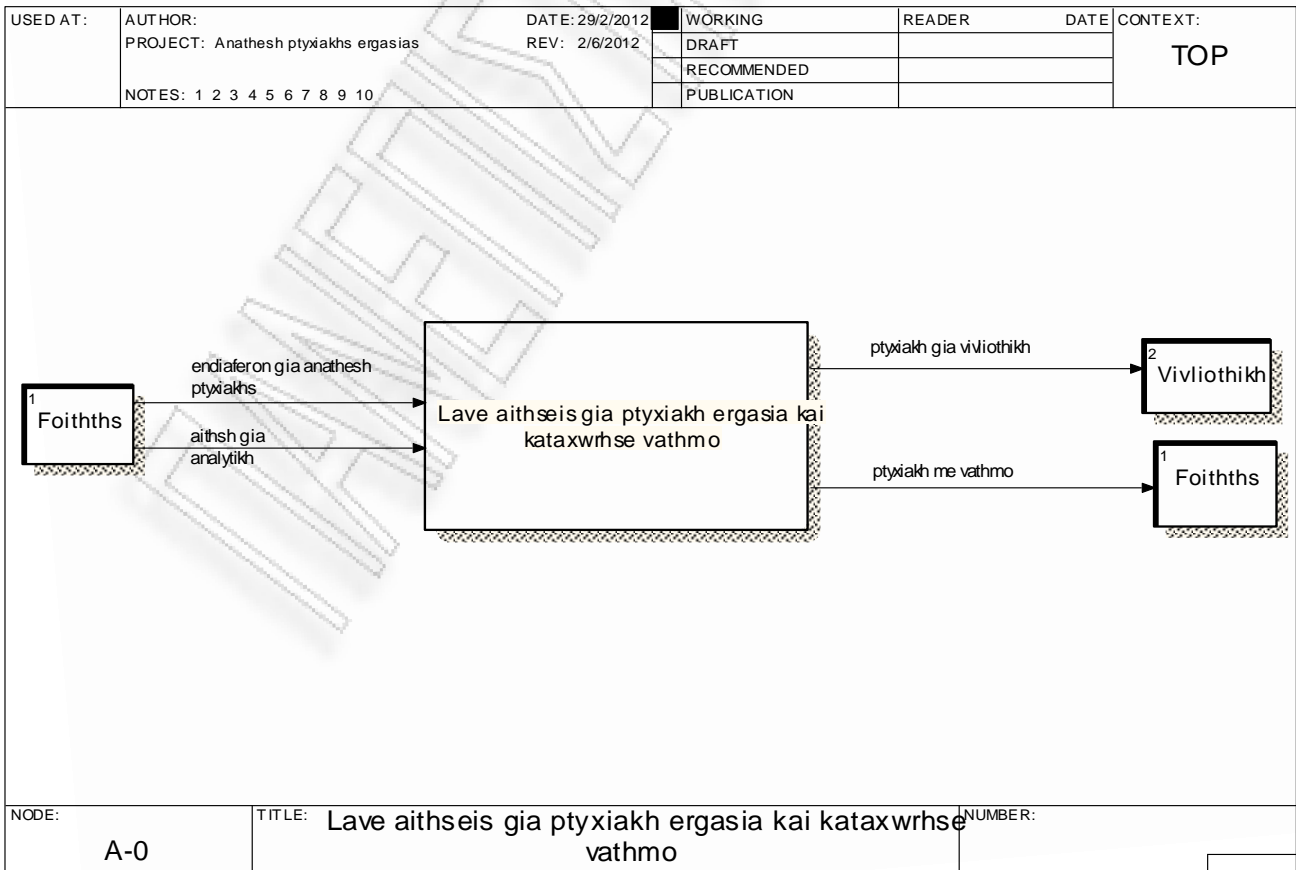 USED AT:
AUTHOR:
DATE: 29/2/2012
WORKING
READER
DATE
CONTEXT:
PROJECT: Anathesh ptyxiakhs ergasias
REV: 2/6/2012
DRAFT
TOP
RECOMMENDED
NOTES: 1 2 3 4 5 6 7 8 9 10
PUBLICATION
endiaferon gia anathesh
ptyxiakhs
1
Foithths
aithsh gia
analytikh
Lave aithseis gia ptyxiakh ergasia kai
kataxwrhse vathmo
ptyxiakh gia vivliothikh
2
Vivliothikh
ptyxiakh me vathmo
1
Foithths
NODE:
A-0
TITLE:
Lave aithseis gia ptyxiakh ergasia kai kataxwrhse
vathmo
NUMBER: